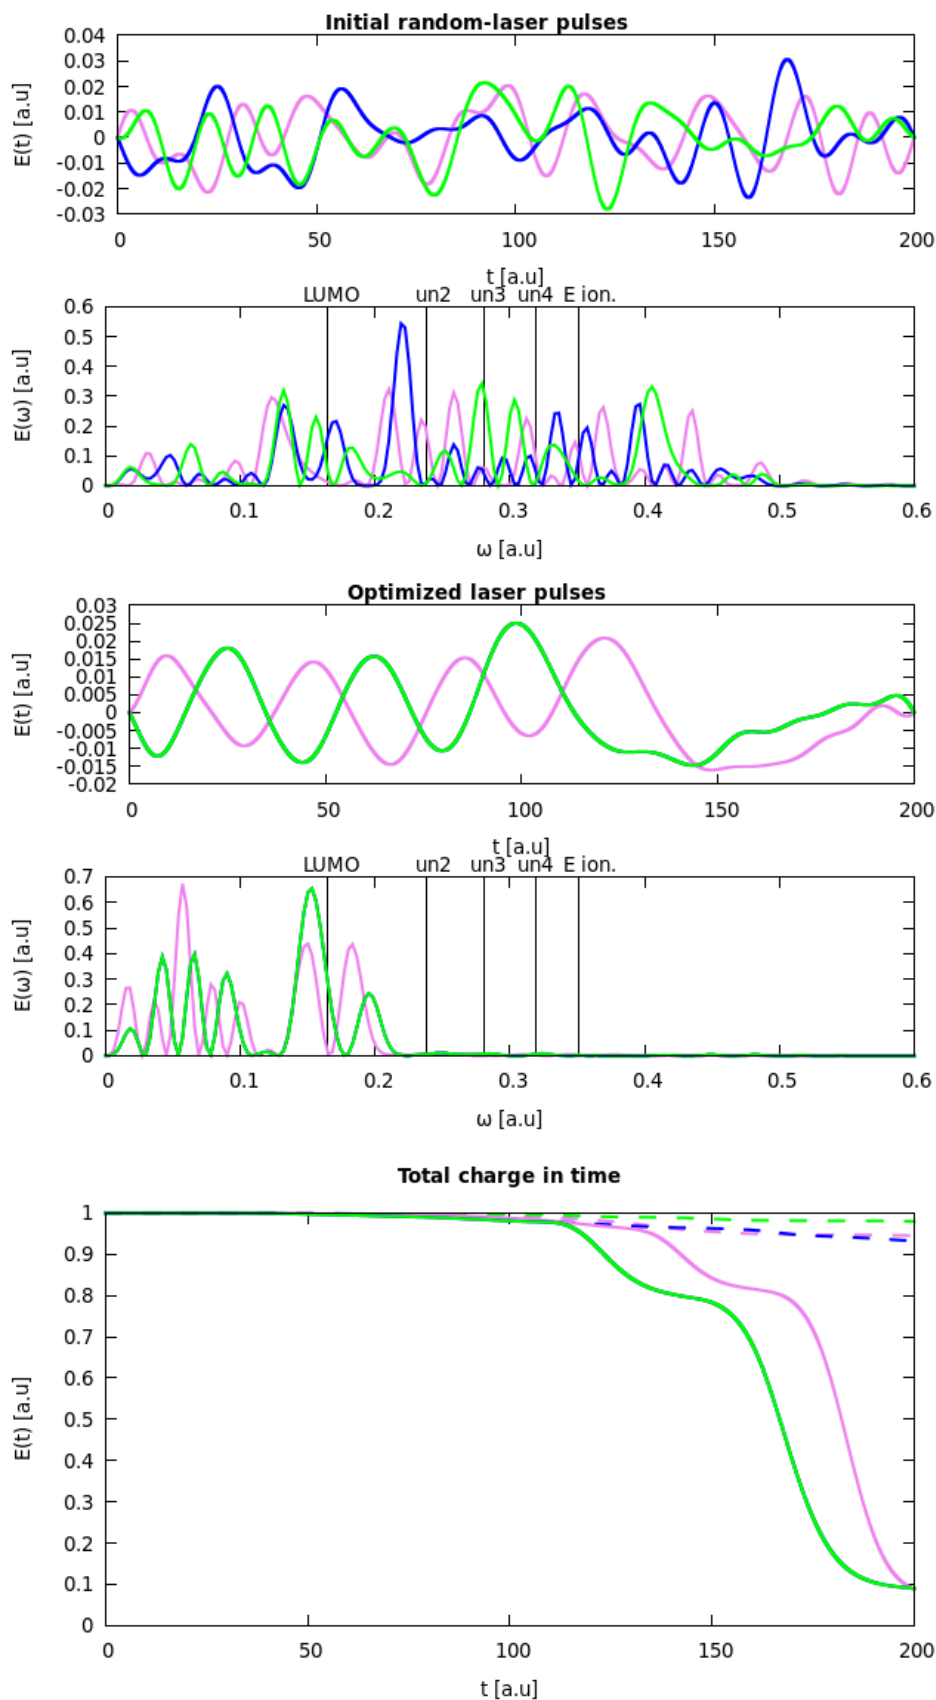 Initial random-laser pulses
0.04
0.03
0.02
0.01
0
-0.01
-0.02
-0.03
E(t) [a.u]
0 50 100 150 200
t [a.u]
LUMO un2 un3 un4 E ion.
0.6
0.5
0.4
0.3
0.2
0.1
0
E(ω) [a.u]
0 0.1 0.2 0.3 0.4 0.5 0.6
ω [a.u]
Optimized laser pulses
0.03
0.025
0.02
0.015
0.01
0.005
0
-0.005
-0.01
-0.015
-0.02
E(t) [a.u]
0 50 100 150 200
t [a.u]
LUMO un2 un3 un4 E ion.
0.7
0.6
0.5
0.4
0.3
0.2
0.1
0
E(ω) [a.u]
0 0.1 0.2 0.3 0.4 0.5 0.6
ω [a.u]
Total charge in time
1
0.9
0.8
0.7
0.6
0.5
0.4
0.3
0.2
0.1
0
E(t) [a.u]
0 50 100 150 200
t [a.u]